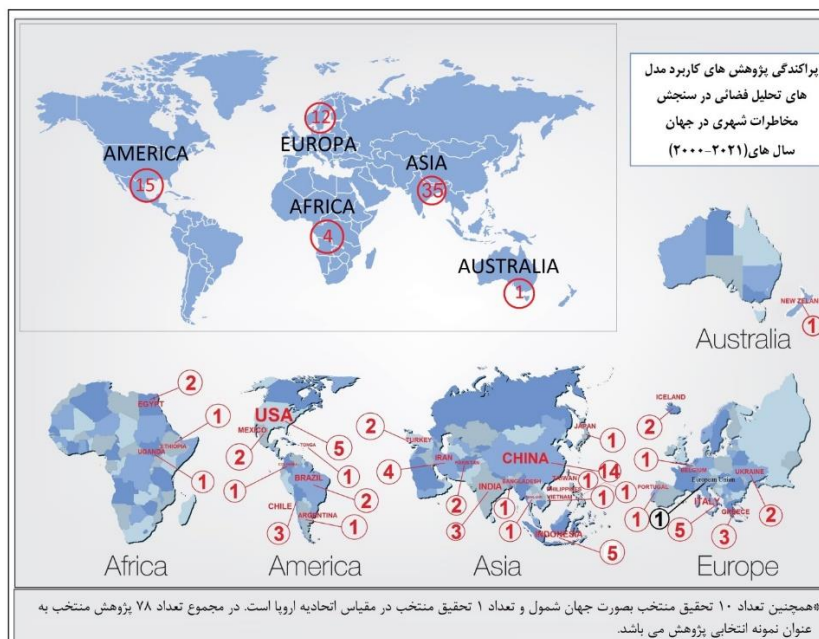 پراکندگی پژوهش های کاربرد مدل
های تحلیل فضائی در سنجش
مخاطرات شهری در جهان
سال های(۲۰۲۱-۲۰۰۰)
12
EUROPA
AMERICA
15
ASIA
35
AFRICA
4
AUSTRALIA
1
NEW ZELAND
1
Australia
EGYPT
2
ETHIOPIA
1
UGANDA
1
Africa
USA
5
MEXICO
2
TONGA
1
1
BRAZIL
2
CHILE
3
ARGENTINA
1
America
TURKEY
2
IRAN
4
2
CHINA
14
JAPAN
1
INDIA
3
BANGLADESH
1
1
TAIWAN
1
PHILIPPINES
1
VIETNAM
1
INDONESIA
5
Asia
ICELAND
2
BELGIUM
1
European Union
1
UKRAINE
2
PORTUGAL
1
ITALY
5
GREECE
3
Europe
*همچنین تعداد ۱۰ تحقیق منتخب بصورت جهان شمول و تعداد ۱ تحقیق منتخب در مقیاس اتحادیه اروپا است. در مجموع تعداد ۷۸ پژوهش منتخب به
عنوان نمونه انتخابی پژوهش می باشد.